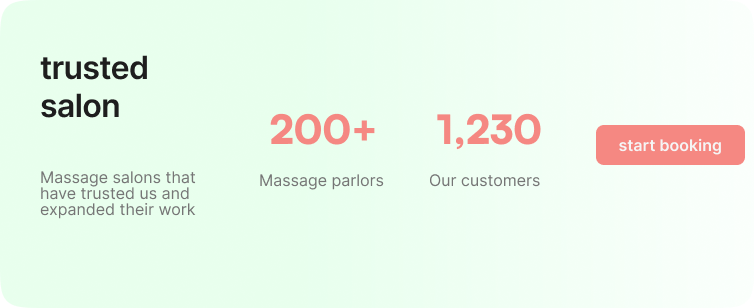 trusted
salon
Massage salons that
have trusted us and
expanded their work
200+
Massage parlors
1,230
Our customers
start booking